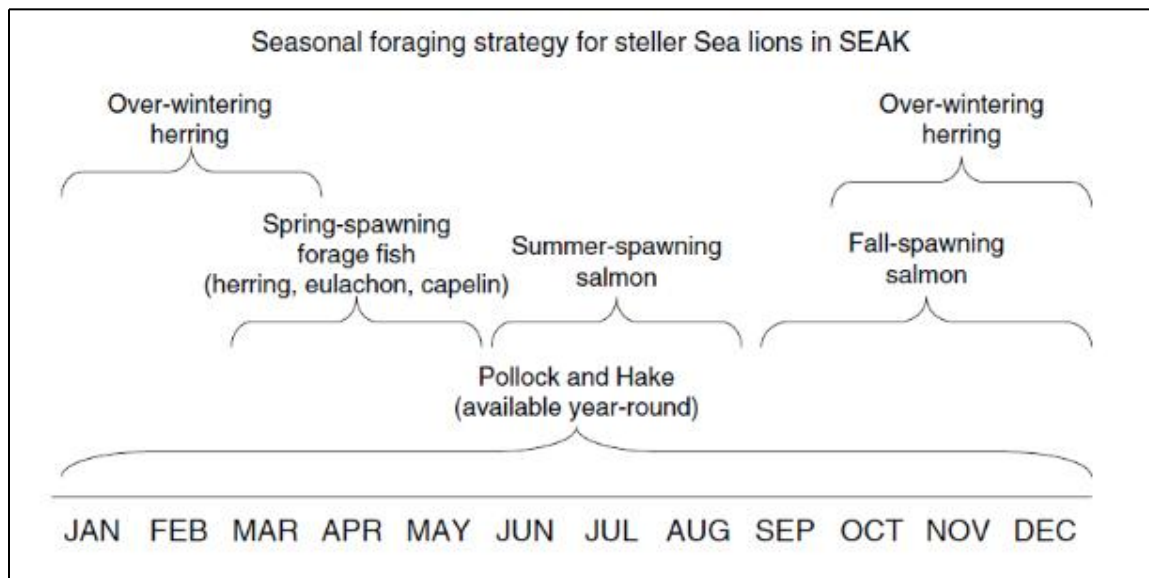 Seasonal foraging strategy for steller Sea lions in SEAK
Over-wintering
herring
Over-wintering
herring
Spring-spawning
forage fish
(herring, eulachon, capelin)
Summer-spawning
salmon
Fall-spawning
salmon
Pollock and Hake
(available year-round)
JAN FEB MAR APR MAY JUN JUL AUG SEP OCT NOV DEC